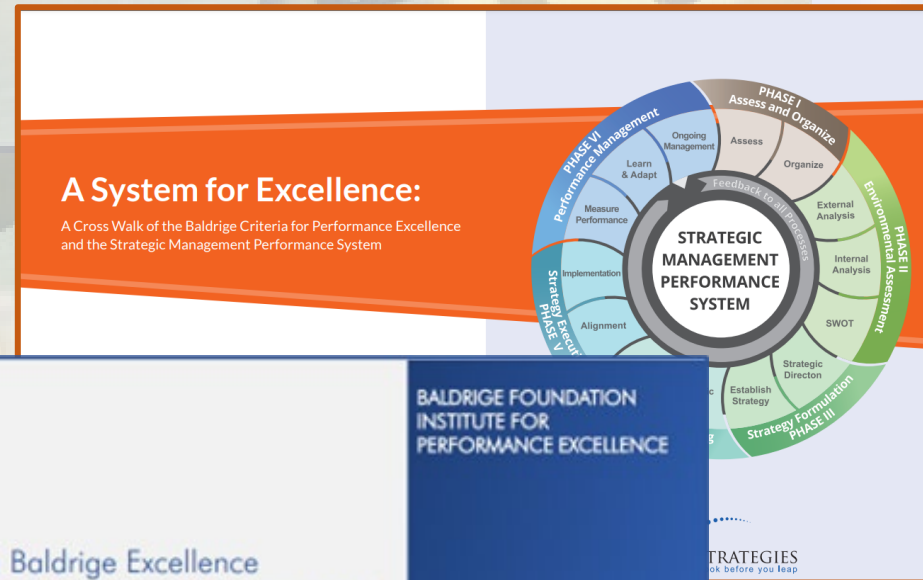 A System for Excellence:
A Cross Walk of the Baldrige Criteria for Performance Excellence
and the Strategic Management Performance System
PHASE I
Assess and Organize
Assess
Organize
PHASE II
Environmental Assessment
External
Analysis
Internal
Analysis
SWOT
Strategy Formulation
PHASE III
Strategic
Directon
Establish
Strategy
PHASE V
Alignment
Implementation
PHASE VI
Performance Management
Measure
Performance
Learn
& Adapt
Ongoing
Management
Feedback to all Processes
STRATEGIC
MANAGEMENT
PERFORMANCE
SYSTEM
BALDRIGE FOUNDATION
INSTITUTE FOR
PERFORMANCE EXCELLENCE
Baldrige Excellence
TRATEGIES
ok before you leap